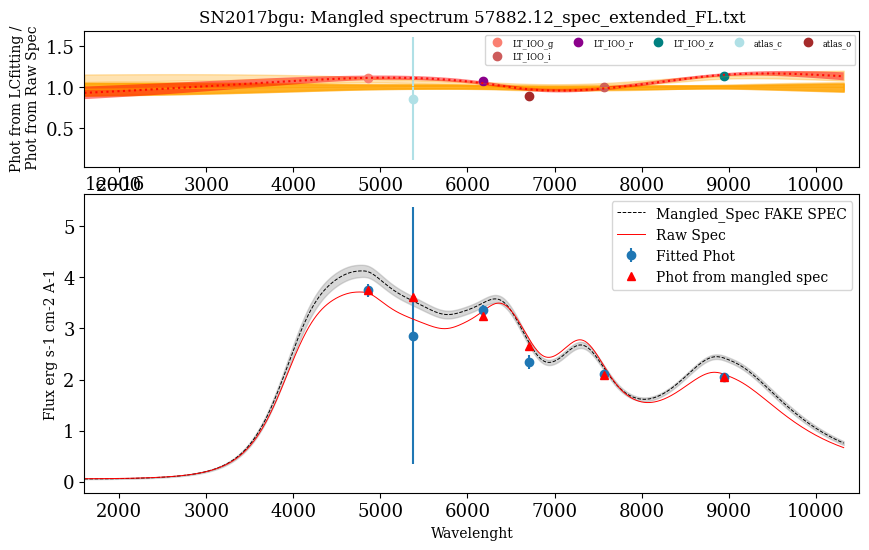 SN2017bgu: Mangled spectrum 57882.12_spec_extended_FL.txt
Phot from LCfitting /
Phot from Raw Spec
1.5
1.0
0.5
LT_IOO_g
LT_IOO_i
LT_IOO_r
LT_IOO_z
atlas_c
atlas_o
2000 3000 4000 5000 6000 7000 8000 9000 10000
1e−16
Flux erg s-1 cm-2 A-1
5
4
3
2
1
0
Mangled_Spec FAKE SPEC
Raw Spec
Fitted Phot
Phot from mangled spec
2000 3000 4000 5000 6000 7000 8000 9000 10000
Wavelenght